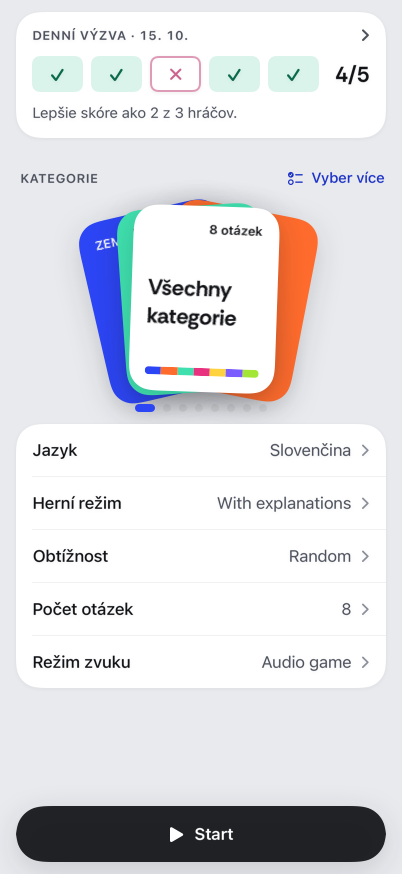 DENNÍ VÝZVA · 15. 10.
4/5
Lepšie skóre ako 2 z 3 hráčov.
KATEGORIE
Vyber více
8 otázek
Všechny
kategorie
Jazyk Slovenčina
Herní režim With explanations
Obtížnost Random
Počet otázek 8
Režim zvuku Audio game
Start